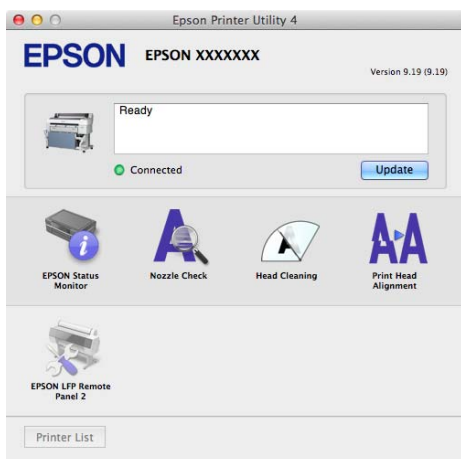 Epson Printer Utility 4
EPSON EPSON XXXXXXX
Version 9.19 (9.19)
Ready
Connected
Update
EPSON Status
Monitor
Nozzle Check
Head Cleaning
Print Head
Alignment
EPSON LFP Remote
Panel 2
Printer List